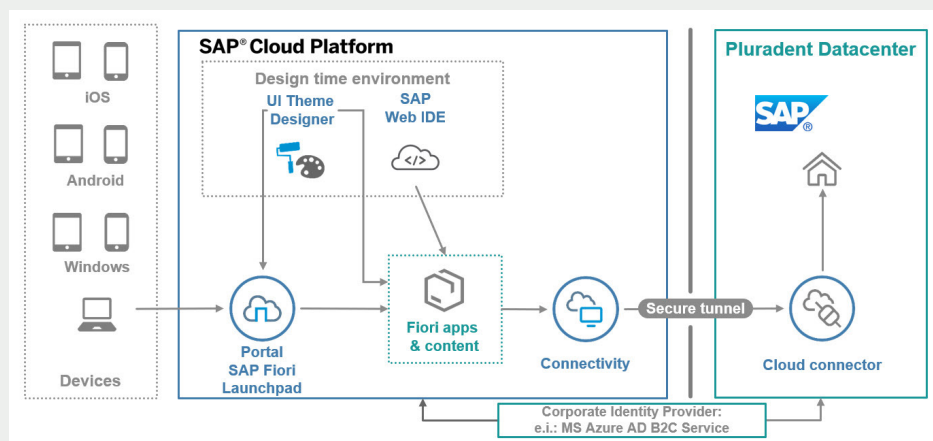 SAP® Cloud Platform
Pluradent Datacenter
Design time environment
UI Theme
Designer
SAP
Web IDE
</>
SAP®
iOS
Android
Windows
Devices
Portal
SAP Fiori
Launchpad
Fiori apps
& content
Connectivity
Secure tunnel
Cloud connector
Corporate Identity Provider:
e.i.: MS Azure AD B2C Service